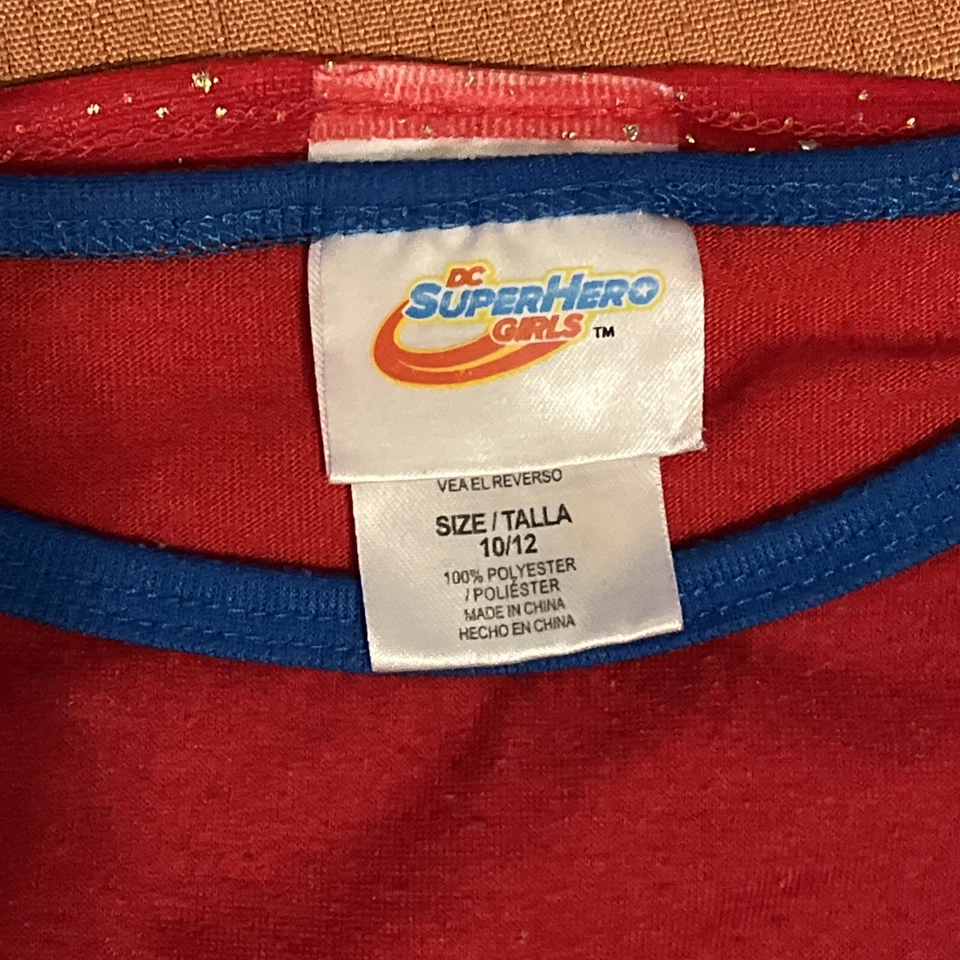 DC
SUPERHERO
GIRLS ™
VEA EL REVERSO
SIZE / TALLA
10/12
100% POLYESTER
/ POLIÉSTER
MADE IN CHINA
HECHO EN CHINA